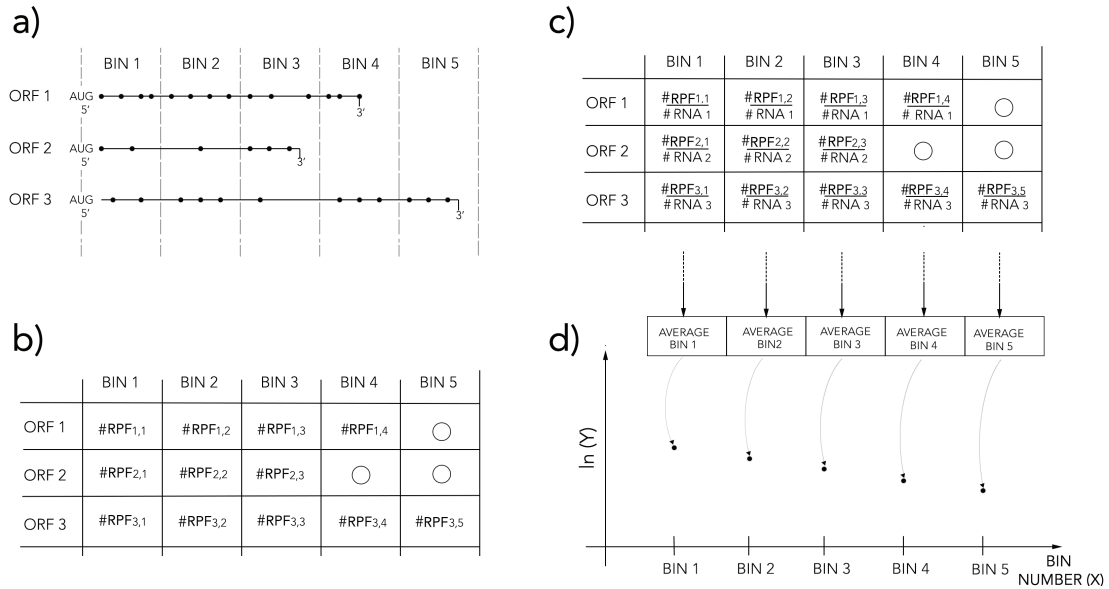 a)
BIN 1 BIN 2 BIN 3 BIN 4 BIN 5
ORF 1 AUG
5′ 3′
ORF 2 AUG
5′ 3′
ORF 3 AUG
5′ 3′
b)
BIN 1 BIN 2 BIN 3 BIN 4 BIN 5
ORF 1 #RPF1,1 #RPF1,2 #RPF1,3 #RPF1,4
ORF 2 #RPF2,1 #RPF2,2 #RPF2,3
ORF 3 #RPF3,1 #RPF3,2 #RPF3,3 #RPF3,4 #RPF3,5
c)
BIN 1 BIN 2 BIN 3 BIN 4 BIN 5
#RPF1,1 #RPF1,2 #RPF1,3 #RPF1,4
ORF 1
# RNA 1 # RNA 1 # RNA 1 # RNA 1
#RPF2,1 #RPF2,2 #RPF2,3
ORF 2
# RNA 2 # RNA 2 # RNA 2
#RPF3,1 #RPF3,2 #RPF3,3 #RPF3,4 #RPF3,5
ORF 3
# RNA 3 # RNA 3 # RNA 3 # RNA 3 # RNA 3
d)
AVERAGE AVERAGE AVERAGE AVERAGE AVERAGE
BIN 1 BIN2 BIN 3 BIN 4 BIN 5
ln (Y)
BIN 1 BIN 2 BIN 3 BIN 4 BIN 5
BIN
NUMBER (X)